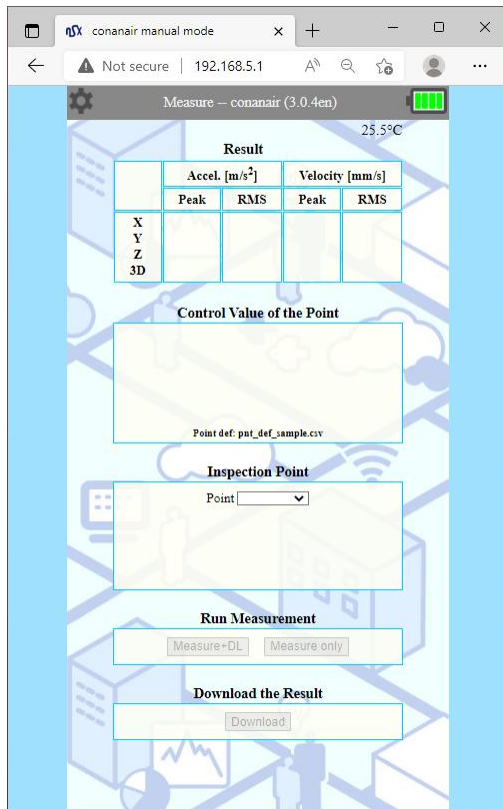 conanair manual mode
Not secure | 192.168.5.1
Measure -- conanair (3.0.4en)
25.5°C
Result
Accel. [m/s²] Velocity [mm/s]
Peak RMS Peak RMS
X
Y
Z
3D
Control Value of the Point
Point def: pnt_def_sample.csv
Inspection Point
Point
Run Measurement
Measure+DL Measure only
Download the Result
Download